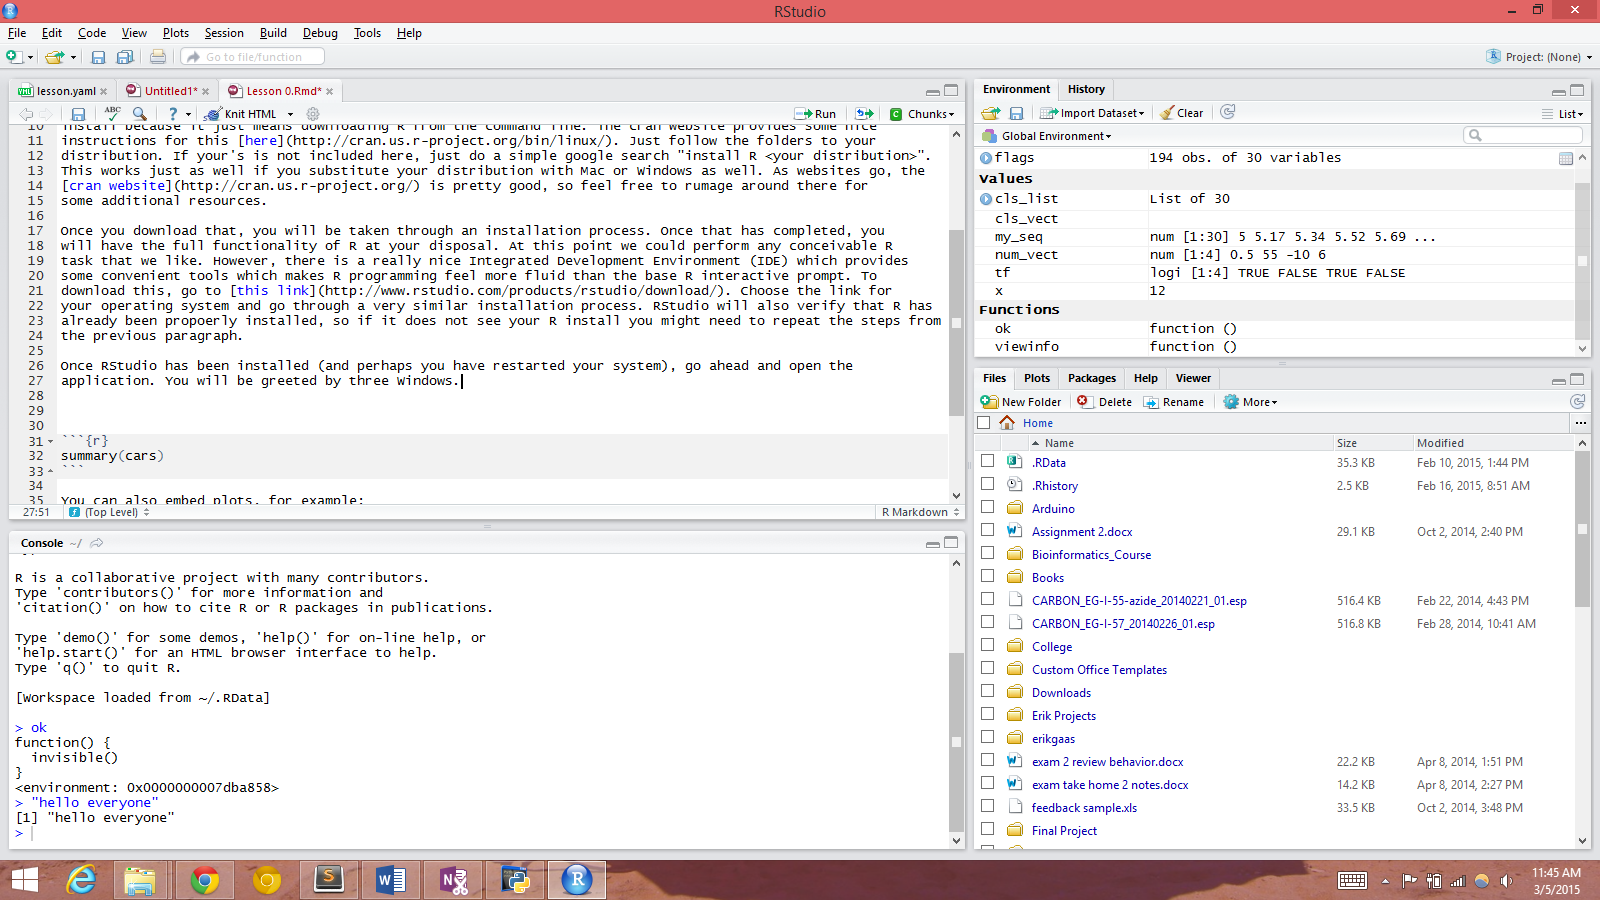 RStudio
File Edit Code View Plots Session Build Debug Tools Help
Go to file/function
Project: (None)
lesson.yaml Untitled1* Lesson 0.Rmd*
ABC Knit HTML Run Chunks
10 install because it just means downloading R from the command line. The cran website provides some nice
11 instructions for this [here](http://cran.us.r-project.org/bin/linux/). Just follow the folders to your
12 distribution. If your's is not included here, just do a simple google search "install R <your distribution>".
13 This works just as well if you substitute your distribution with Mac or Windows as well. As websites go, the
14 [cran website](http://cran.us.r-project.org/) is pretty good, so feel free to rumage around there for
15 some additional resources.
16
17 Once you download that, you will be taken through an installation process. Once that has completed, you
18 will have the full functionality of R at your disposal. At this point we could perform any conceivable R
19 task that we like. However, there is a really nice Integrated Development Environment (IDE) which provides
20 some convenient tools which makes R programming feel more fluid than the base R interactive prompt. To
21 download this, go to [this link](http://www.rstudio.com/products/rstudio/download/). Choose the link for
22 your operating system and go through a very similar installation process. RStudio will also verify that R has
23 already been propoerly installed, so if it does not see your R install you might need to repeat the steps from
24 the previous paragraph.
25
26 Once RStudio has been installed (and perhaps you have restarted your system), go ahead and open the
27 application. You will be greeted by three Windows.
28
29
30
31 ```{r}
32 summary(cars)
33 ```
34
35 You can also embed plots, for example:
27:51 (Top Level) R Markdown
Console ~/
R is a collaborative project with many contributors.
Type 'contributors()' for more information and
'citation()' on how to cite R or R packages in publications.
Type 'demo()' for some demos, 'help()' for on-line help, or
'help.start()' for an HTML browser interface to help.
Type 'q()' to quit R.
[Workspace loaded from ~/.RData]
> ok
function() {
invisible()
}
<environment: 0x0000000007dba858>
> "hello everyone"
[1] "hello everyone"
>
Environment History
Import Dataset Clear List
Global Environment
flags 194 obs. of 30 variables
Values
cls_list List of 30
cls_vect
my_seq num [1:30] 5 5.17 5.34 5.52 5.69 ...
num_vect num [1:4] 0.5 55 -10 6
tf logi [1:4] TRUE FALSE TRUE FALSE
x 12
Functions
ok function ()
viewinfo function ()
Files Plots Packages Help Viewer
New Folder Delete Rename More
Home ...
Name Size Modified
.RData 35.3 KB Feb 10, 2015, 1:44 PM
.Rhistory 2.5 KB Feb 16, 2015, 8:51 AM
Arduino
Assignment 2.docx 29.1 KB Oct 2, 2014, 2:40 PM
Bioinformatics_Course
Books
CARBON_EG-I-55-azide_20140221_01.esp 516.4 KB Feb 22, 2014, 4:43 PM
CARBON_EG-I-57_20140226_01.esp 516.8 KB Feb 28, 2014, 10:41 AM
College
Custom Office Templates
Downloads
Erik Projects
erikgaas
exam 2 review behavior.docx 22.2 KB Apr 8, 2014, 1:51 PM
exam take home 2 notes.docx 14.2 KB Apr 8, 2014, 2:27 PM
feedback sample.xls 33.5 KB Oct 2, 2014, 3:48 PM
Final Project
11:45 AM
3/5/2015